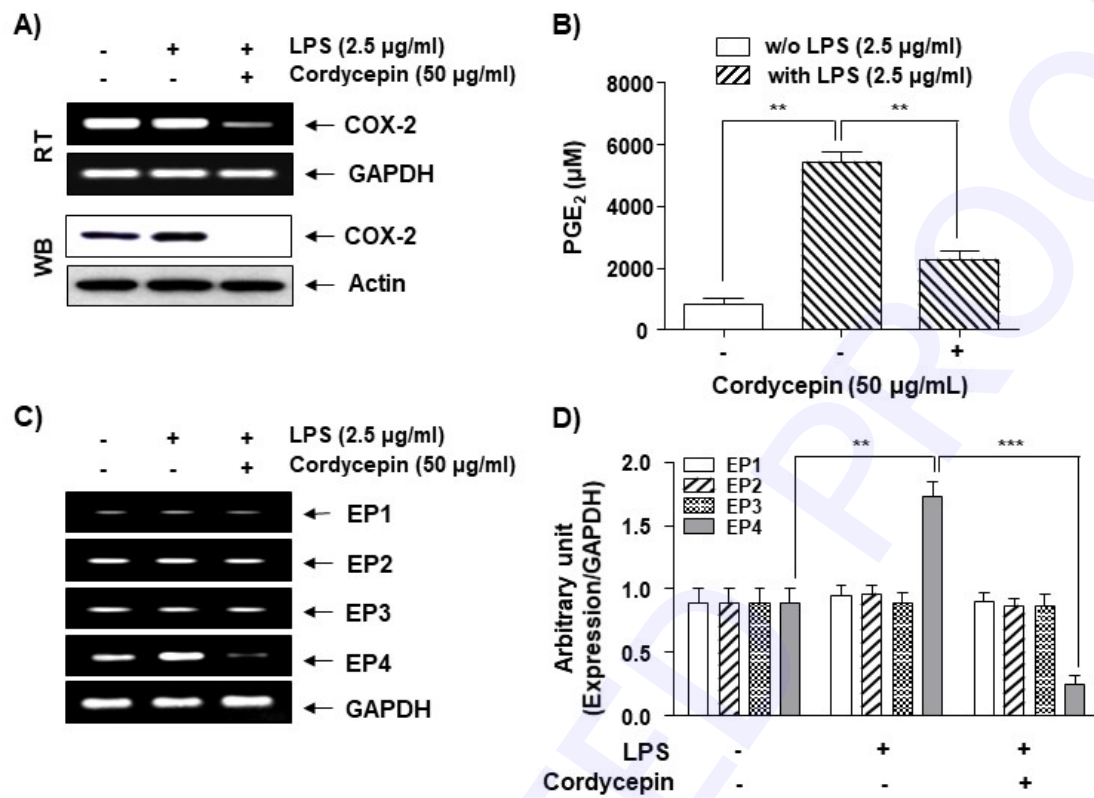 A)
- + + LPS (2.5 µg/ml)
- - + Cordycepin (50 µg/ml)
RT
COX-2
GAPDH
WB
COX-2
Actin
B)
w/o LPS (2.5 µg/ml)
with LPS (2.5 µg/ml)
PGE2 (µM)
8000
6000
4000
2000
0
** **
- - +
Cordycepin (50 µg/mL)
C)
- + + LPS (2.5 µg/ml)
- - + Cordycepin (50 µg/ml)
EP1
EP2
EP3
EP4
GAPDH
D)
** ***
EP1
EP2
EP3
EP4
Arbitrary unit
(Expression/GAPDH)
2.0
1.5
1.0
0.5
0.0
LPS - + +
Cordycepin - - +
ED PROO